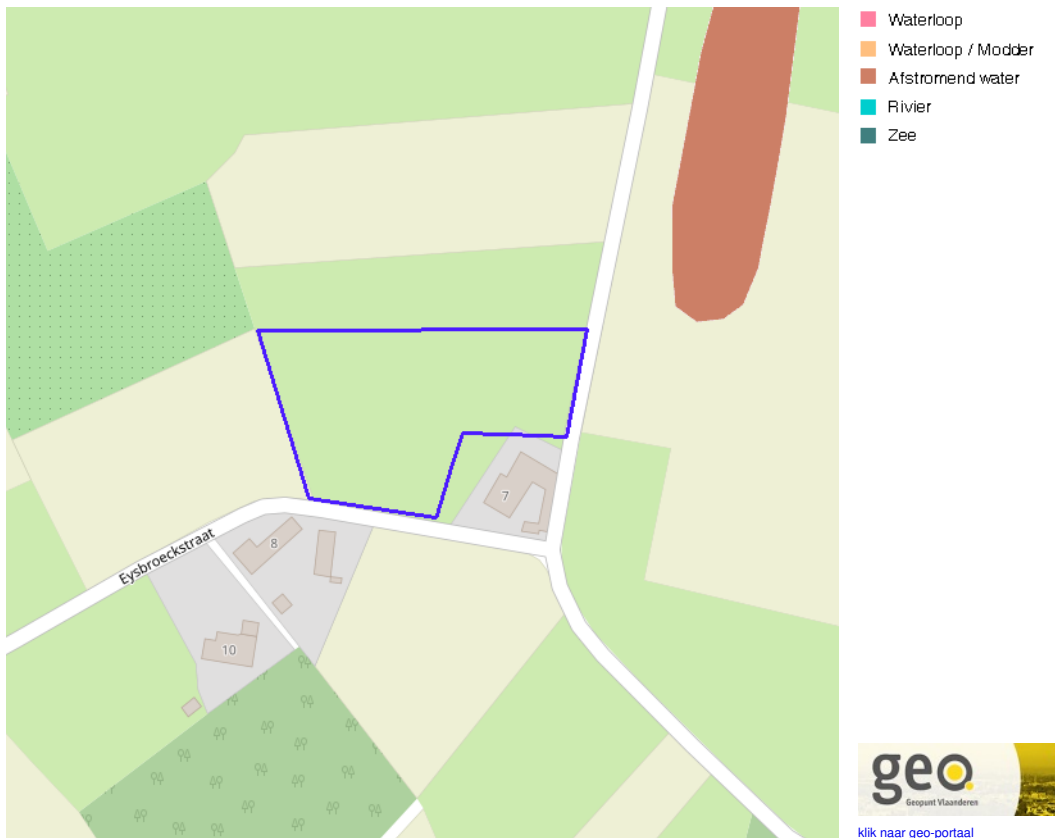 Waterloop
Waterloop / Modder
Afstromend water
Rivier
Zee
7
8
Eysbroeckstraat
10
geo.
Geopunt Vlaanderen
klik naar geo-portaal